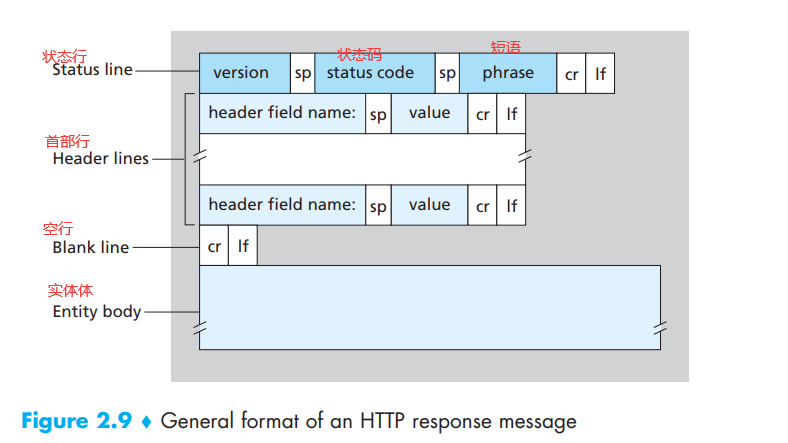 状态行
Status line
version sp 状态码 status code sp 短语 phrase cr lf
header field name: sp value cr lf
首部行
Header lines
header field name: sp value cr lf
空行
Blank line
cr lf
实体体
Entity body
Figure 2.9 ♦ General format of an HTTP response message